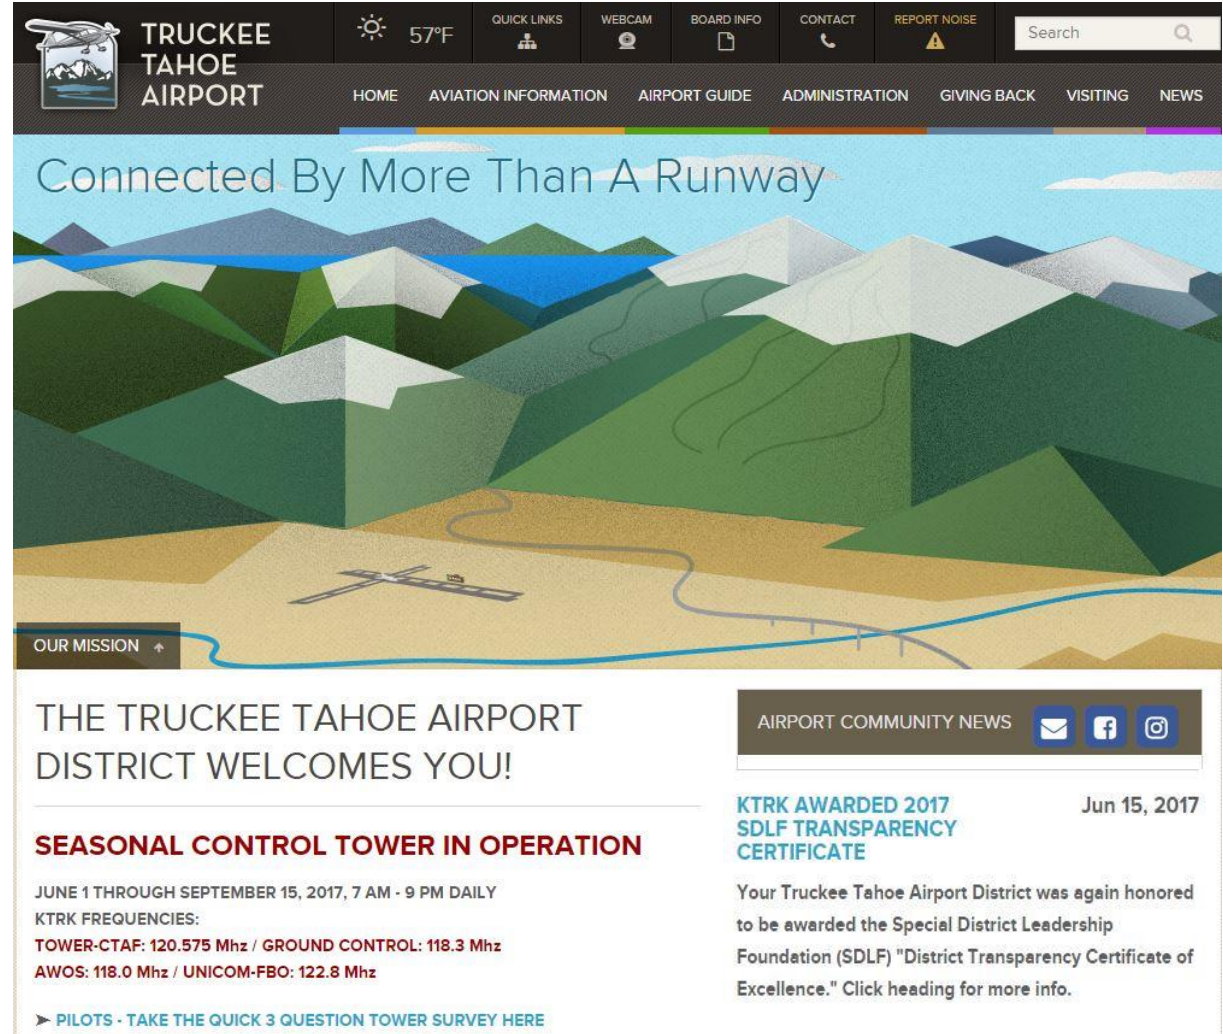 TRUCKEE
TAHOE
AIRPORT
57°F
QUICK LINKS
WEBCAM
BOARD INFO
CONTACT
REPORT NOISE
Search
HOME
AVIATION INFORMATION
AIRPORT GUIDE
ADMINISTRATION
GIVING BACK
VISITING
NEWS
Connected By More Than A Runway
OUR MISSION
THE TRUCKEE TAHOE AIRPORT
DISTRICT WELCOMES YOU!
SEASONAL CONTROL TOWER IN OPERATION
JUNE 1 THROUGH SEPTEMBER 15, 2017, 7 AM - 9 PM DAILY
KTRK FREQUENCIES:
TOWER-CTAF: 120.575 Mhz / GROUND CONTROL: 118.3 Mhz
AWOS: 118.0 Mhz / UNICOM-FBO: 122.8 Mhz
➤ PILOTS - TAKE THE QUICK 3 QUESTION TOWER SURVEY HERE
AIRPORT COMMUNITY NEWS
KTRK AWARDED 2017
SDLF TRANSPARENCY
CERTIFICATE
Jun 15, 2017
Your Truckee Tahoe Airport District was again honored
to be awarded the Special District Leadership
Foundation (SDLF) "District Transparency Certificate of
Excellence." Click heading for more info.